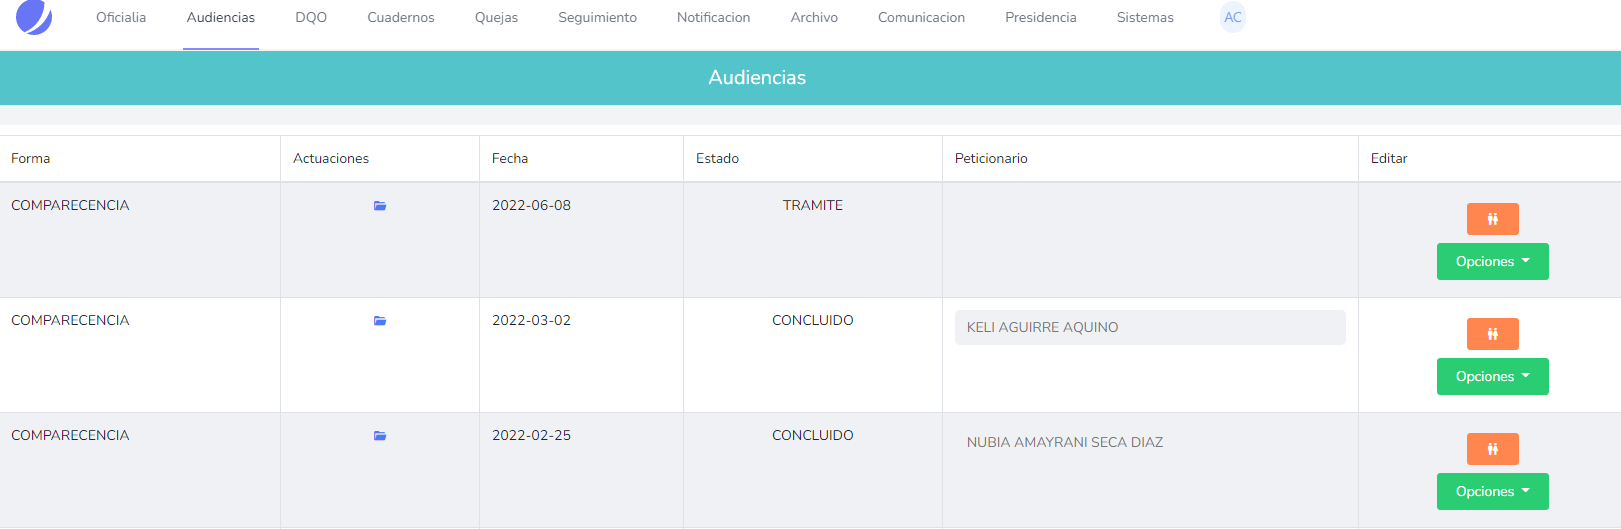 Oficialia Audiencias DQO Cuadernos Quejas Seguimiento Notificacion Archivo Comunicacion Presidencia Sistemas AC
Audiencias
Forma Actuaciones Fecha Estado Peticionario Editar
COMPARECENCIA 2022-06-08 TRAMITE
Opciones
COMPARECENCIA 2022-03-02 CONCLUIDO KELI AGUIRRE AQUINO
Opciones
COMPARECENCIA 2022-02-25 CONCLUIDO NUBIA AMAYRANI SECA DIAZ
Opciones